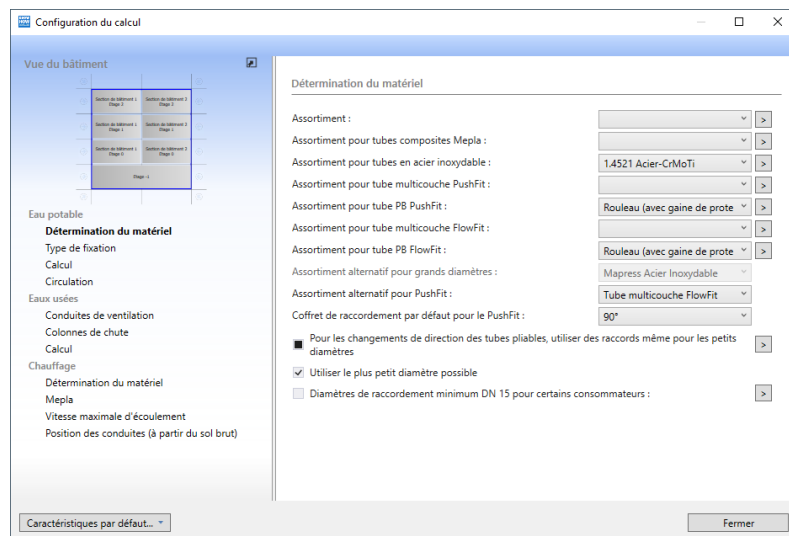 Configuration du calcul
Vue du bâtiment
Section de bâtiment 1 Section de bâtiment 2
Etage 2 Etage 2
Section de bâtiment 1 Section de bâtiment 2
Etage 1 Etage 1
Section de bâtiment 1 Section de bâtiment 2
Etage 0 Etage 0
Etage -1
Eau potable
Détermination du matériel
Type de fixation
Calcul
Circulation
Eaux usées
Conduites de ventilation
Colonnes de chute
Calcul
Chauffage
Détermination du matériel
Mepla
Vitesse maximale d'écoulement
Position des conduites (à partir du sol brut)
Caractéristiques par défaut...
Détermination du matériel
Assortiment :
>
Assortiment pour tubes composites Mepla :
>
Assortiment pour tubes en acier inoxydable : 1.4521 Acier-CrMoTi >
Assortiment pour tube multicouche PushFit :
>
Assortiment pour tube PB PushFit : Rouleau (avec gaine de prote >
Assortiment pour tube multicouche FlowFit :
>
Assortiment pour tube PB FlowFit : Rouleau (avec gaine de prote >
Assortiment alternatif pour grands diamètres : Mapress Acier Inoxydable
Assortiment alternatif pour PushFit : Tube multicouche FlowFit
Coffret de raccordement par défaut pour le PushFit : 90°
Pour les changements de direction des tubes pliables, utiliser des raccords même pour les petits
diamètres
>
Utiliser le plus petit diamètre possible
Diamètres de raccordement minimum DN 15 pour certains consommateurs : >
Fermer